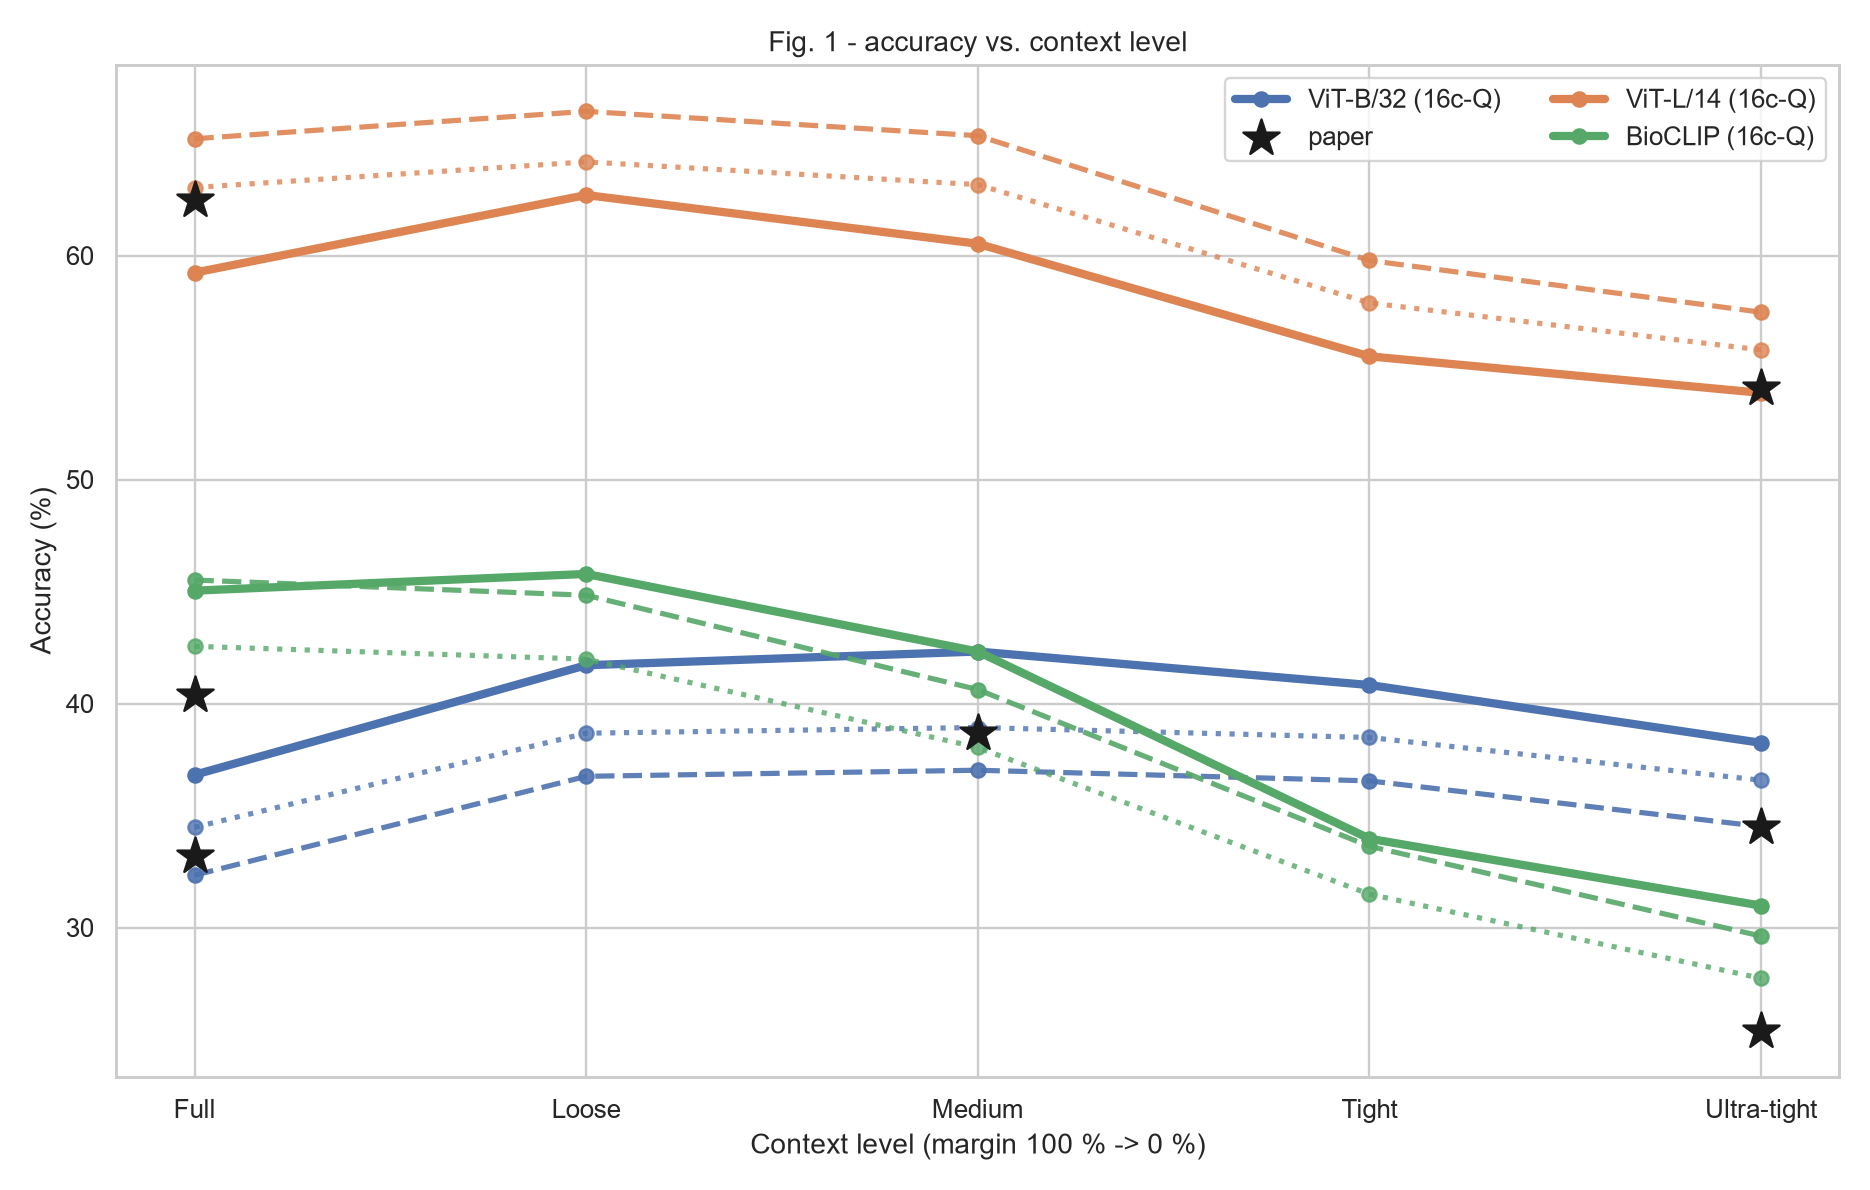 Fig. 1 - accuracy vs. context level
ViT-B/32 (16c-Q)
paper
ViT-L/14 (16c-Q)
BioCLIP (16c-Q)
Accuracy (%)
60
50
40
30
Full
Loose
Medium
Tight
Ultra-tight
Context level (margin 100 % -> 0 %)